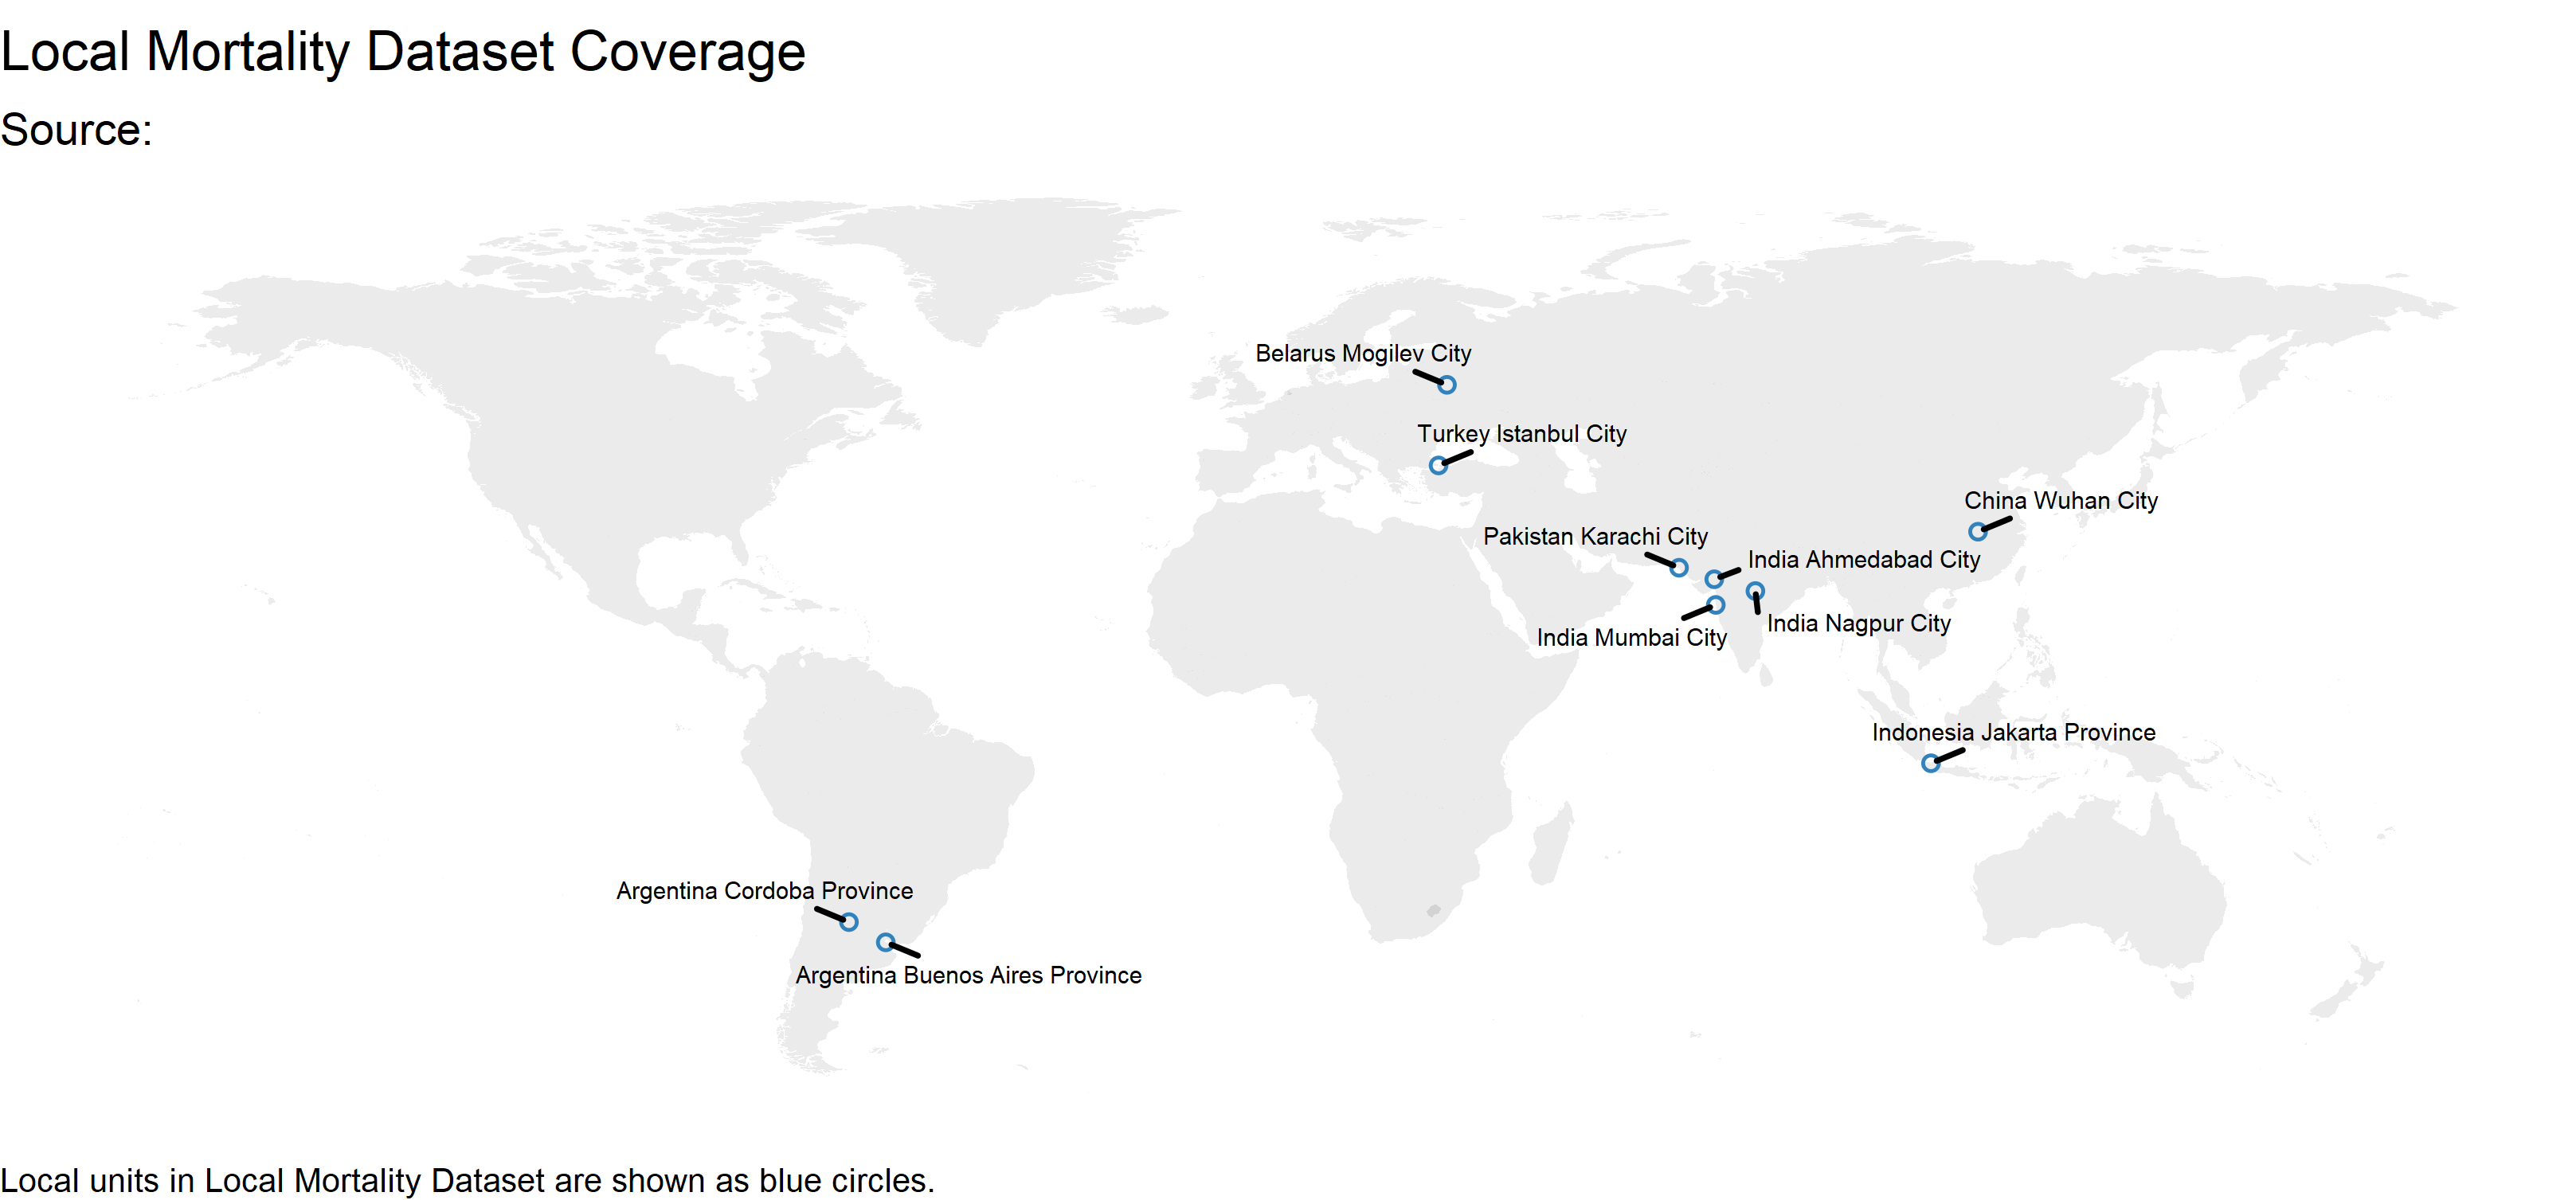 Local Mortality Dataset Coverage
Source:
Belarus Mogilev City
Turkey Istanbul City
China Wuhan City
Pakistan Karachi City
India Ahmedabad City
India Nagpur City
India Mumbai City
Indonesia Jakarta Province
Argentina Cordoba Province
Argentina Buenos Aires Province
Local units in Local Mortality Dataset are shown as blue circles.